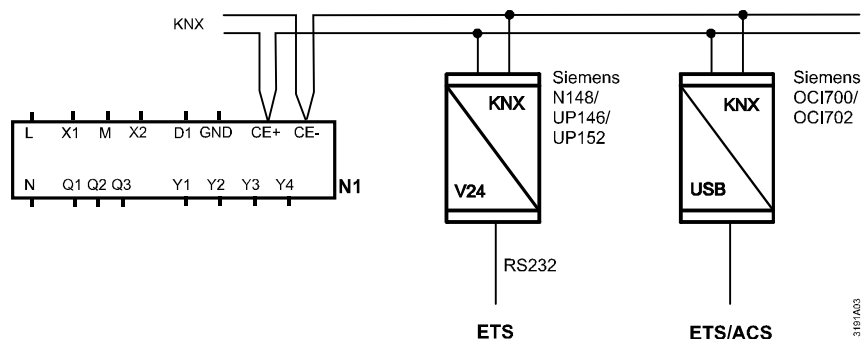 KNX
KNX
Siemens
N148/
UP146/
UP152
V24
KNX
Siemens
OCI700/
OCI702
USB
L X1 M X2 D1 GND CE+ CE-
N Q1 Q2 Q3 Y1 Y2 Y3 Y4
N1
RS232
ETS
ETS/ACS
3191A03